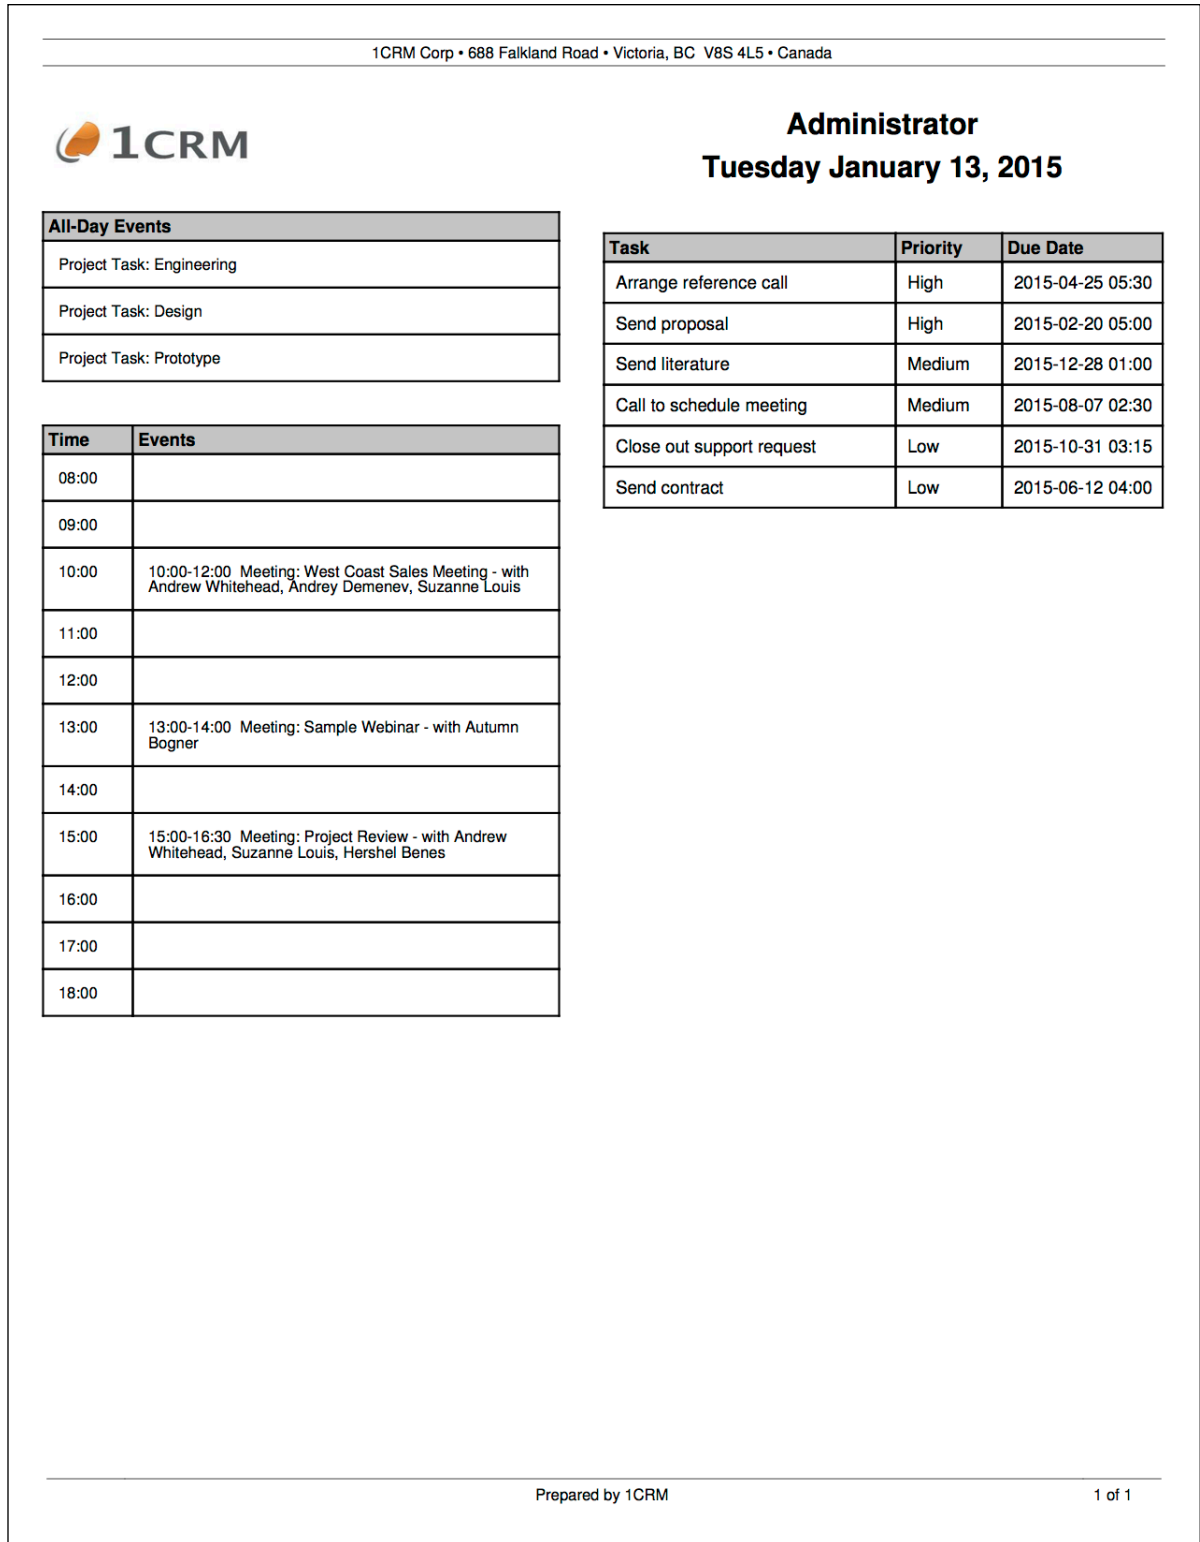 1CRM Corp • 688 Falkland Road • Victoria, BC  V8S 4L5 • Canada
1CRM
Administrator
Tuesday January 13, 2015
All-Day Events
Project Task: Engineering
Project Task: Design
Project Task: Prototype
Time Events
08:00
09:00
10:00 10:00-12:00  Meeting: West Coast Sales Meeting - with
Andrew Whitehead, Andrey Demenev, Suzanne Louis
11:00
12:00
13:00 13:00-14:00  Meeting: Sample Webinar - with Autumn
Bogner
14:00
15:00 15:00-16:30  Meeting: Project Review - with Andrew
Whitehead, Suzanne Louis, Hershel Benes
16:00
17:00
18:00
Task Priority Due Date
Arrange reference call High 2015-04-25 05:30
Send proposal High 2015-02-20 05:00
Send literature Medium 2015-12-28 01:00
Call to schedule meeting Medium 2015-08-07 02:30
Close out support request Low 2015-10-31 03:15
Send contract Low 2015-06-12 04:00
Prepared by 1CRM
1 of 1